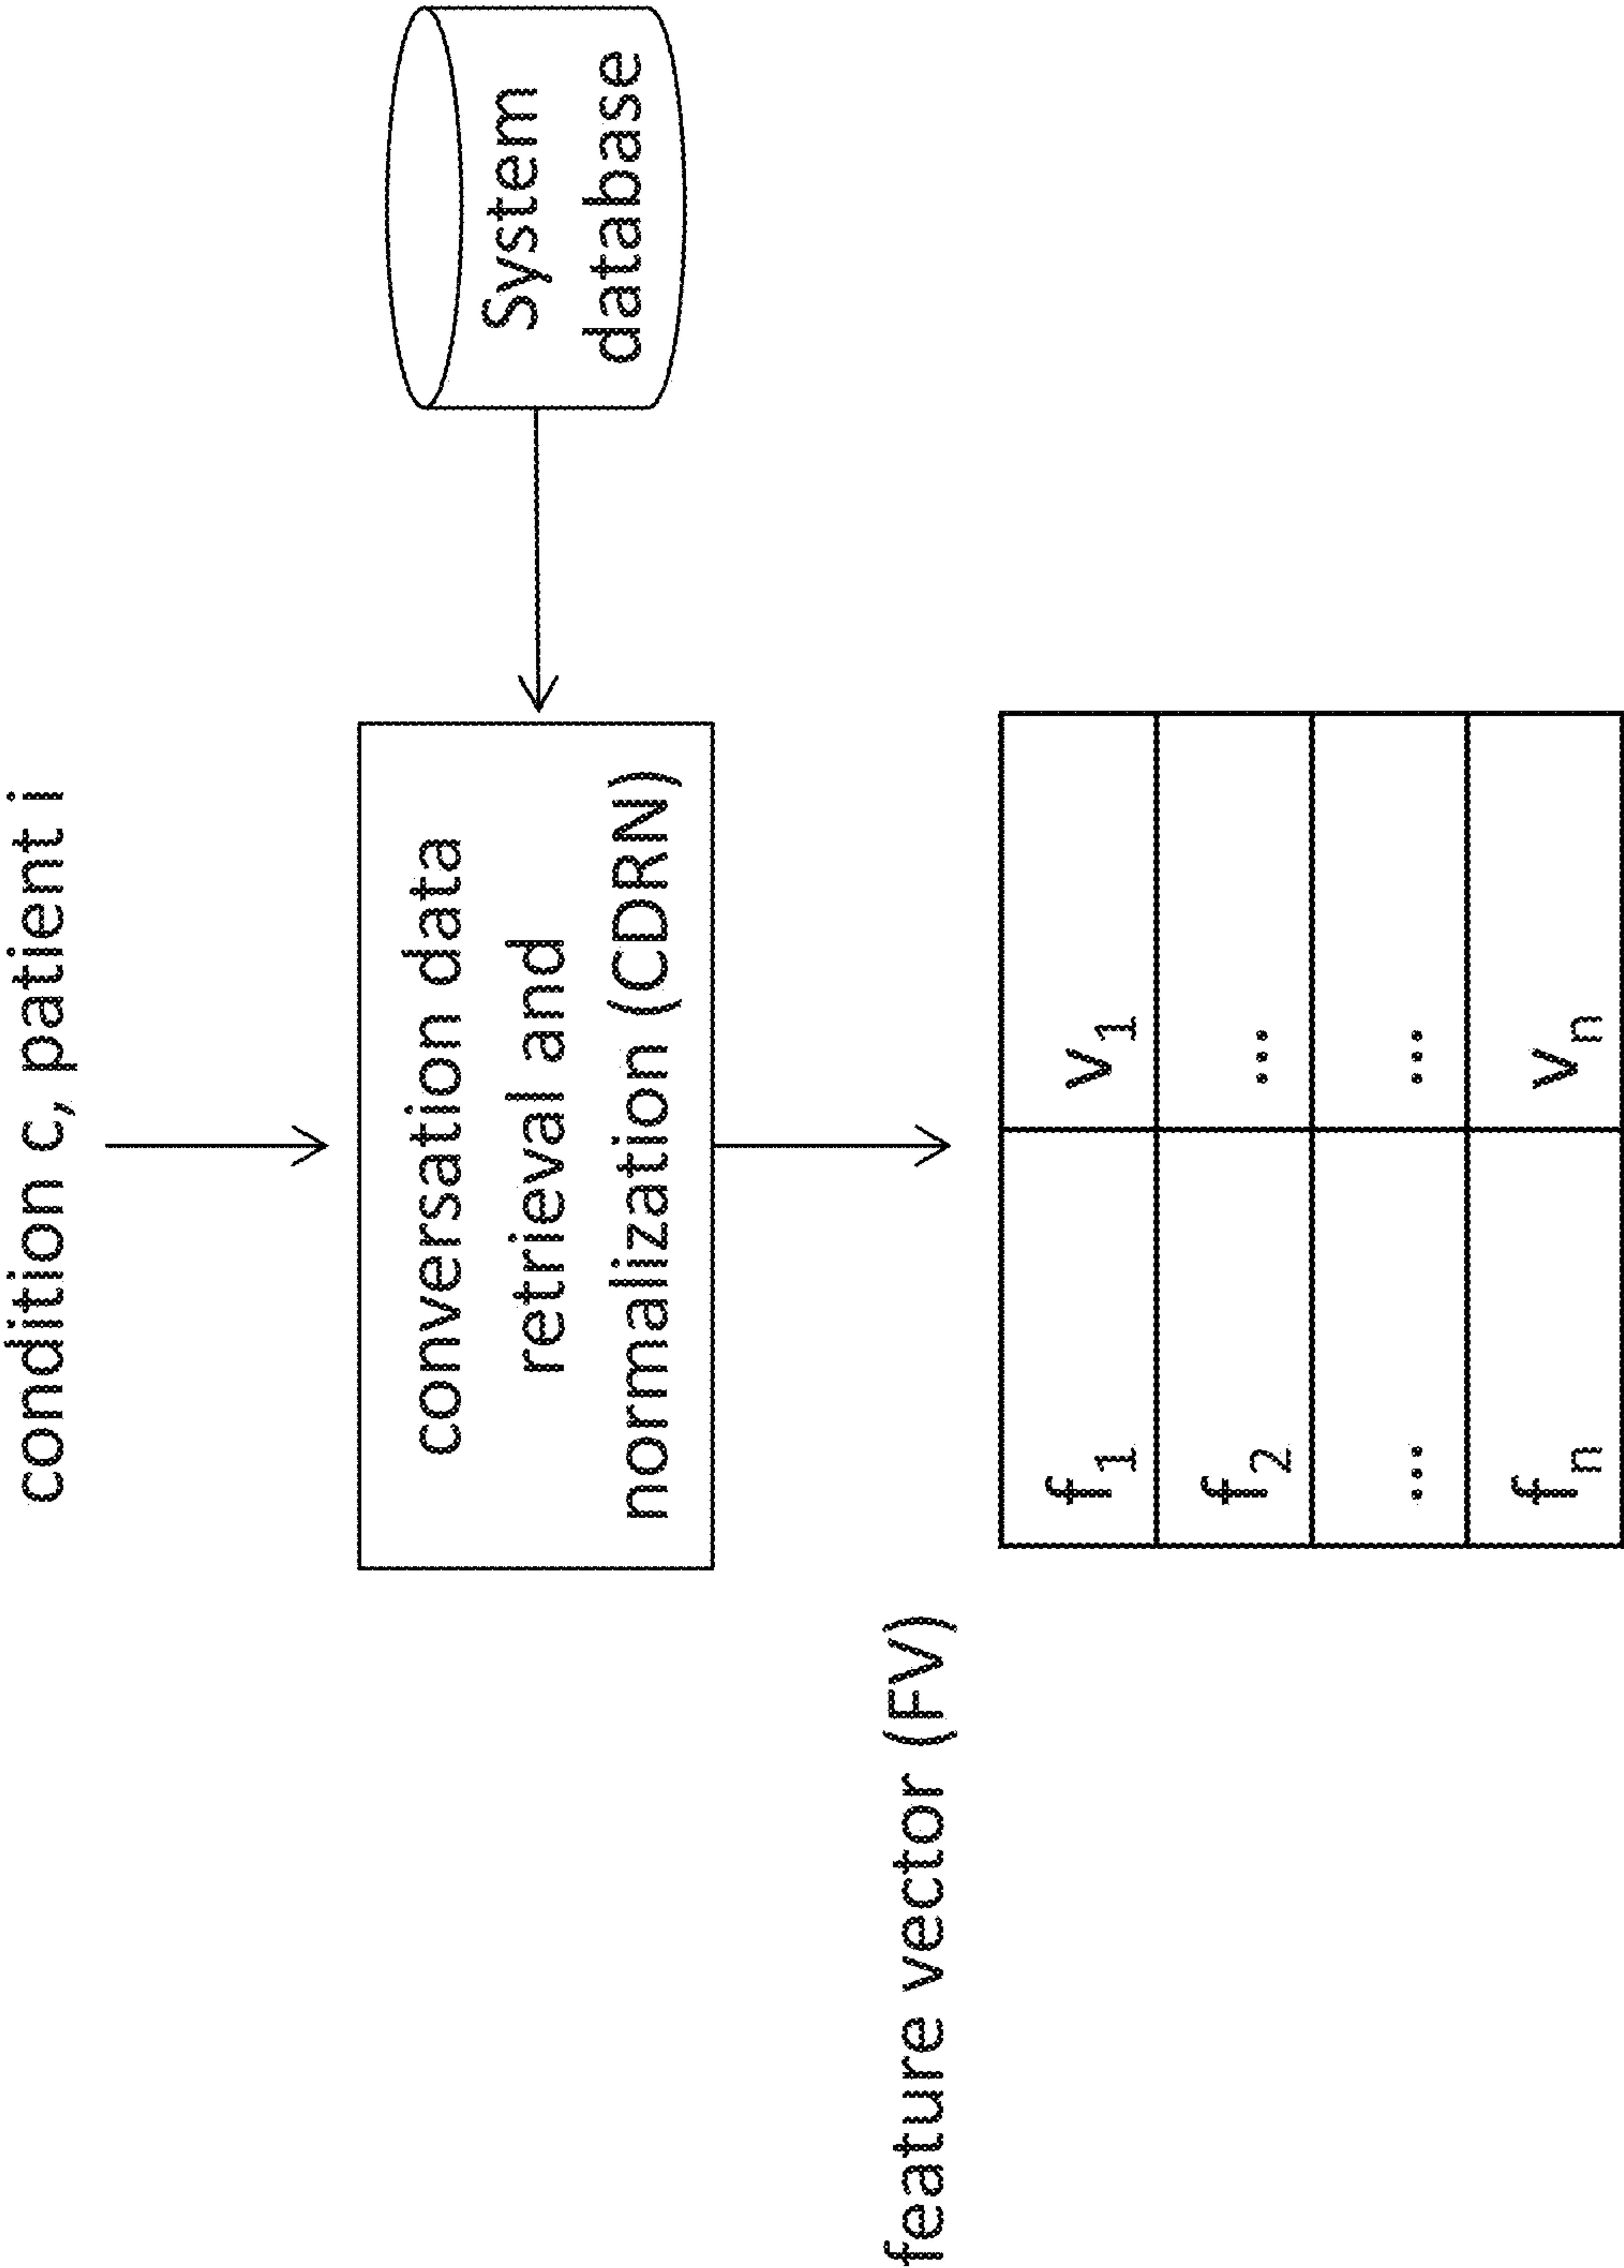 condition c, patient i
conversation data
retrieval and
normalization (CDRN)
System
database
feature vector (FV)
f1 v1
f2 ...
... ...
fn vn